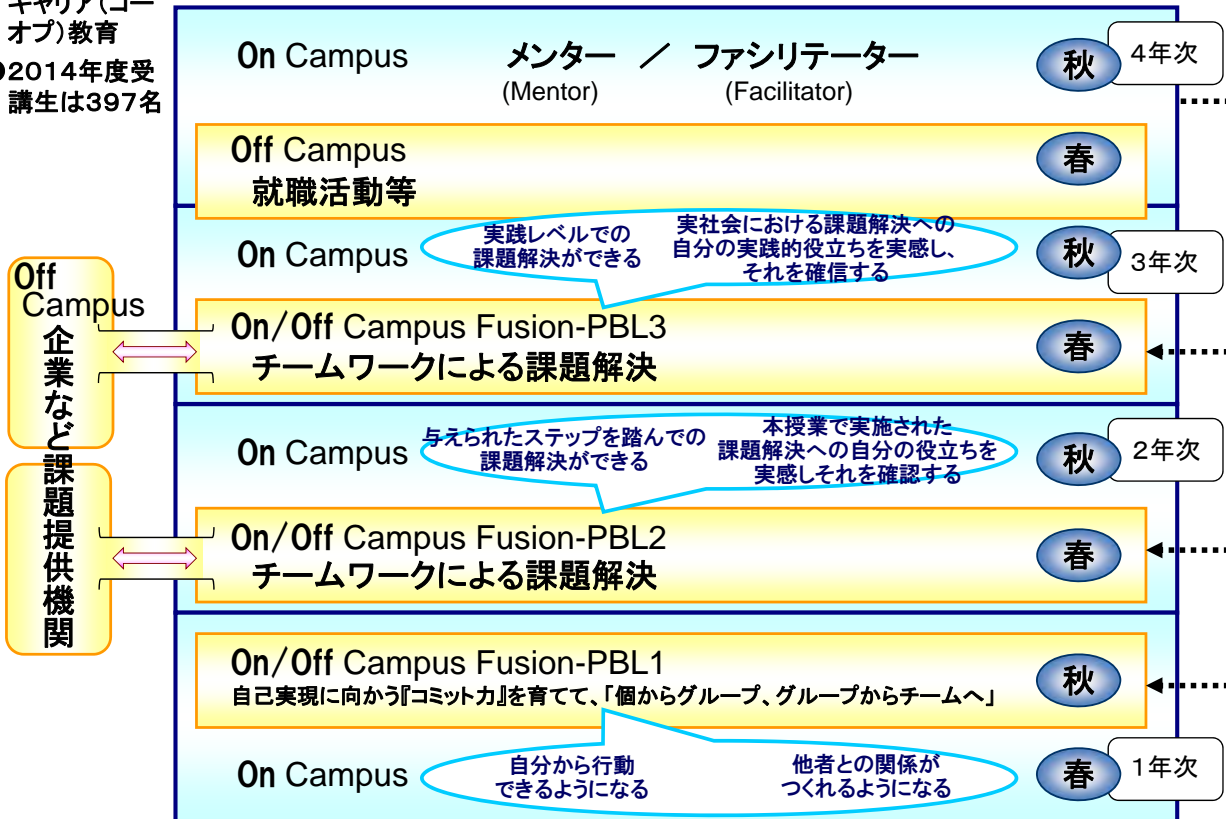 キャリア(コー
オプ)教育
●2014年度受
講生は397名
On Campus
メンター / ファシリテーター
(Mentor) (Facilitator)
秋
4年次
Off Campus
就職活動等
春
On Campus
実践レベルでの
課題解決ができる
実社会における課題解決への
自分の実践的役立ちを実感し、
それを確信する
秋
3年次
On/Off Campus Fusion-PBL3
チームワークによる課題解決
春
On Campus
与えられたステップを踏んでの
課題解決ができる
本授業で実施された
課題解決への自分の役立ちを
実感しそれを確認する
秋
2年次
On/Off Campus Fusion-PBL2
チームワークによる課題解決
春
On/Off Campus Fusion-PBL1
自己実現に向かう『コミット力』を育てて、「個からグループ、グループからチームへ」
秋
On Campus
自分から行動
できるようになる
他者との関係が
つくれるようになる
春
1年次
Off
Campus
企業など課題提供機関